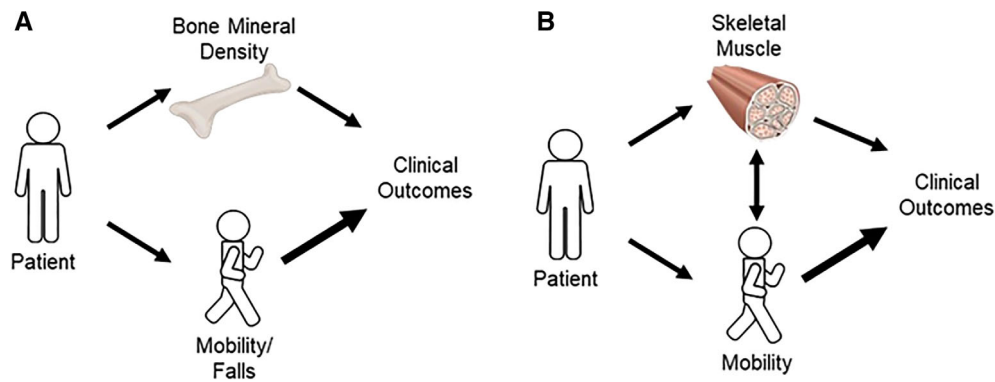 A
Bone Mineral
Density
Clinical
Outcomes
Patient
Mobility/
Falls
B
Skeletal
Muscle
Clinical
Outcomes
Patient
Mobility